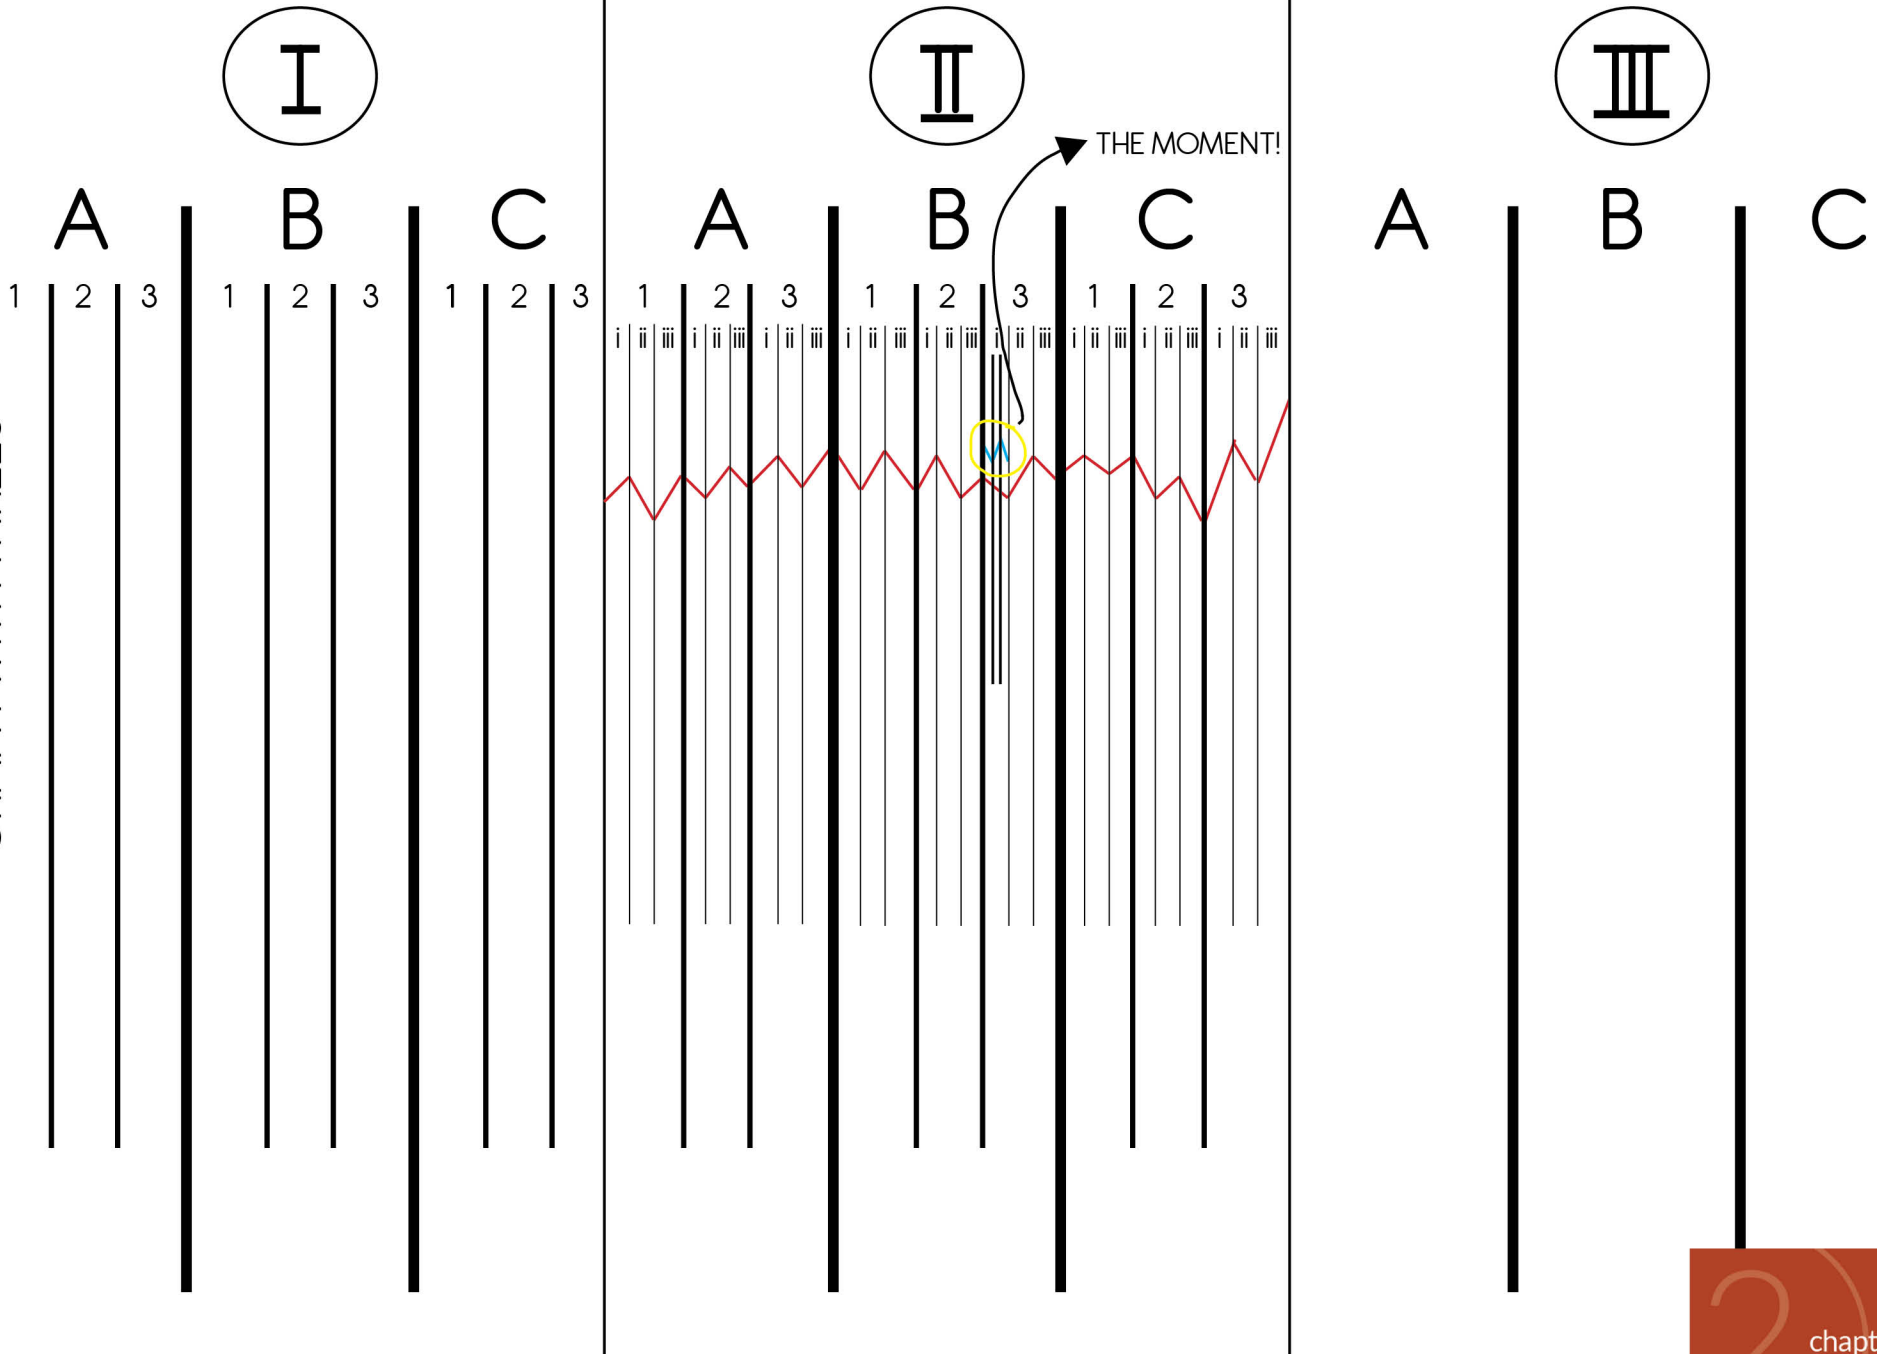 I II III
THE MOMENT!
A B C A B C A B C
1 2 3 1 2 3 1 2 3 1 2 3 1 2 3 1 2 3
i ii iii i ii iii i ii iii i ii iii i ii iii i ii iii i ii iii i ii iii i ii iii
2
chapt